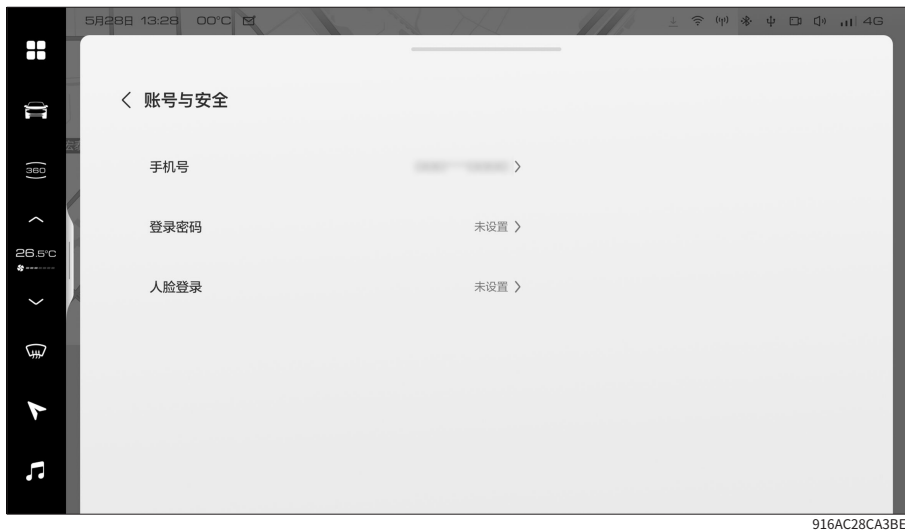 5月28日 13:28 00°C 4G
账号与安全
360
手机号
登录密码 未设置
26.5°C
人脸登录 未设置
916AC28CA3BE